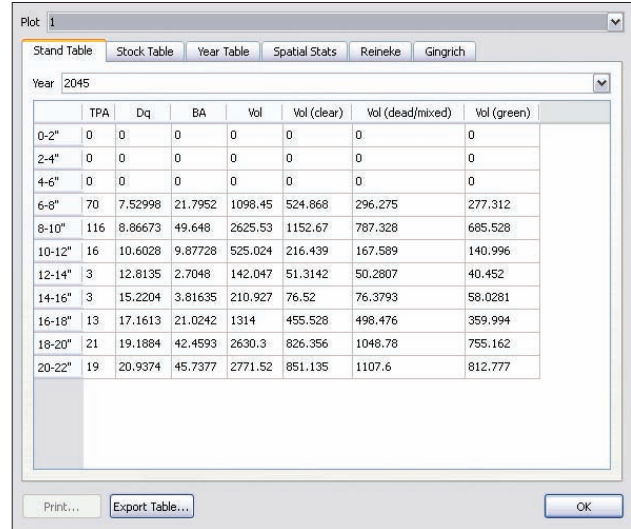 Plot 1
Stand Table Stock Table Year Table Spatial Stats Reineke Gingrich
Year 2045
TPA Dq BA Vol Vol (clear) Vol (dead/mixed) Vol (green)
0-2" 0 0 0 0 0 0 0
2-4" 0 0 0 0 0 0 0
4-6" 0 0 0 0 0 0 0
6-8" 70 7.52998 21.7952 1098.45 524.868 296.275 277.312
8-10" 116 8.86673 49.648 2625.53 1152.67 787.328 685.528
10-12" 16 10.6028 9.87728 525.024 216.439 167.589 140.996
12-14" 3 12.8135 2.7048 142.047 51.3142 50.2807 40.452
14-16" 3 15.2204 3.81635 210.927 76.52 76.3793 58.0281
16-18" 13 17.1613 21.0242 1314 455.528 498.476 359.994
18-20" 21 19.1884 42.4593 2630.3 826.356 1048.78 755.162
20-22" 19 20.9374 45.7377 2771.52 851.135 1107.6 812.777
Print... Export Table... OK